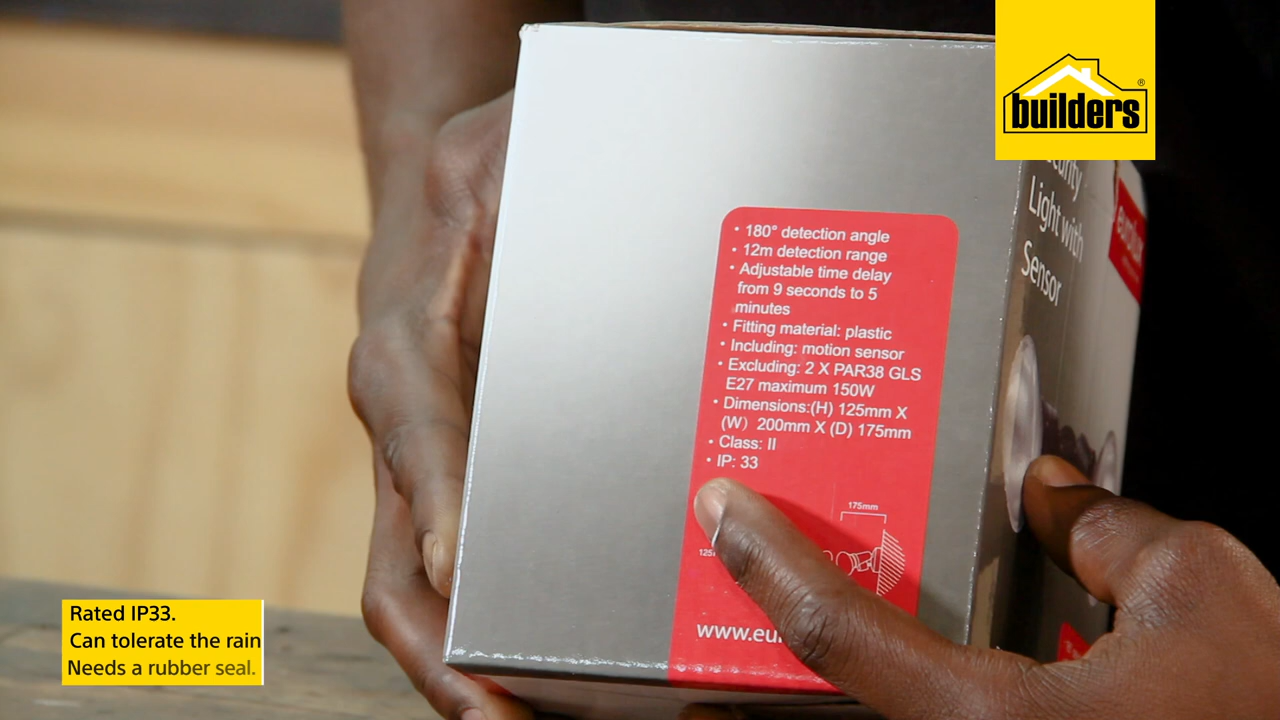 builders®
Light with
Sensor
• 180° detection angle
• 12m detection range
• Adjustable time delay
from 9 seconds to 5
minutes
• Fitting material: plastic
• Including: motion sensor
• Excluding: 2 X PAR38 GLS
E27 maximum 150W
• Dimensions:(H) 125mm X
(W) 200mm X (D) 175mm
• Class: II
• IP: 33
175mm
Rated IP33.
Can tolerate the rain
Needs a rubber seal.